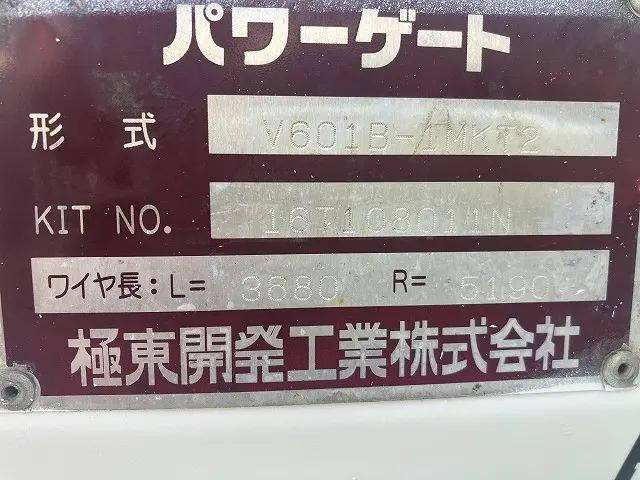 パワーゲート
形 式 V601B-1MKT2
KIT NO. 16T108011N
ワイヤ長:L= 3680 R= 5190
極東開発工業株式会社